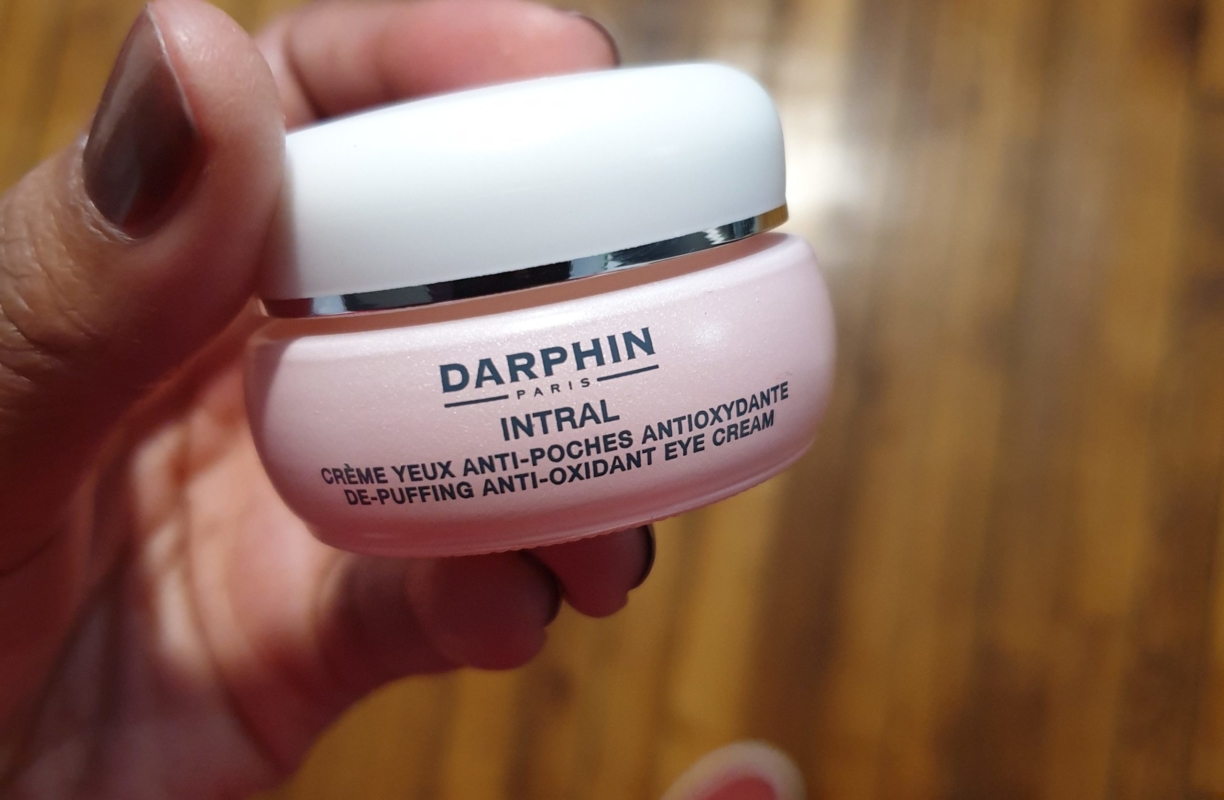 DARPHIN
PARIS
INTRAL
CRÈME YEUX ANTI-POCHES ANTIOXYDANTE
DE-PUFFING ANTI-OXIDANT EYE CREAM